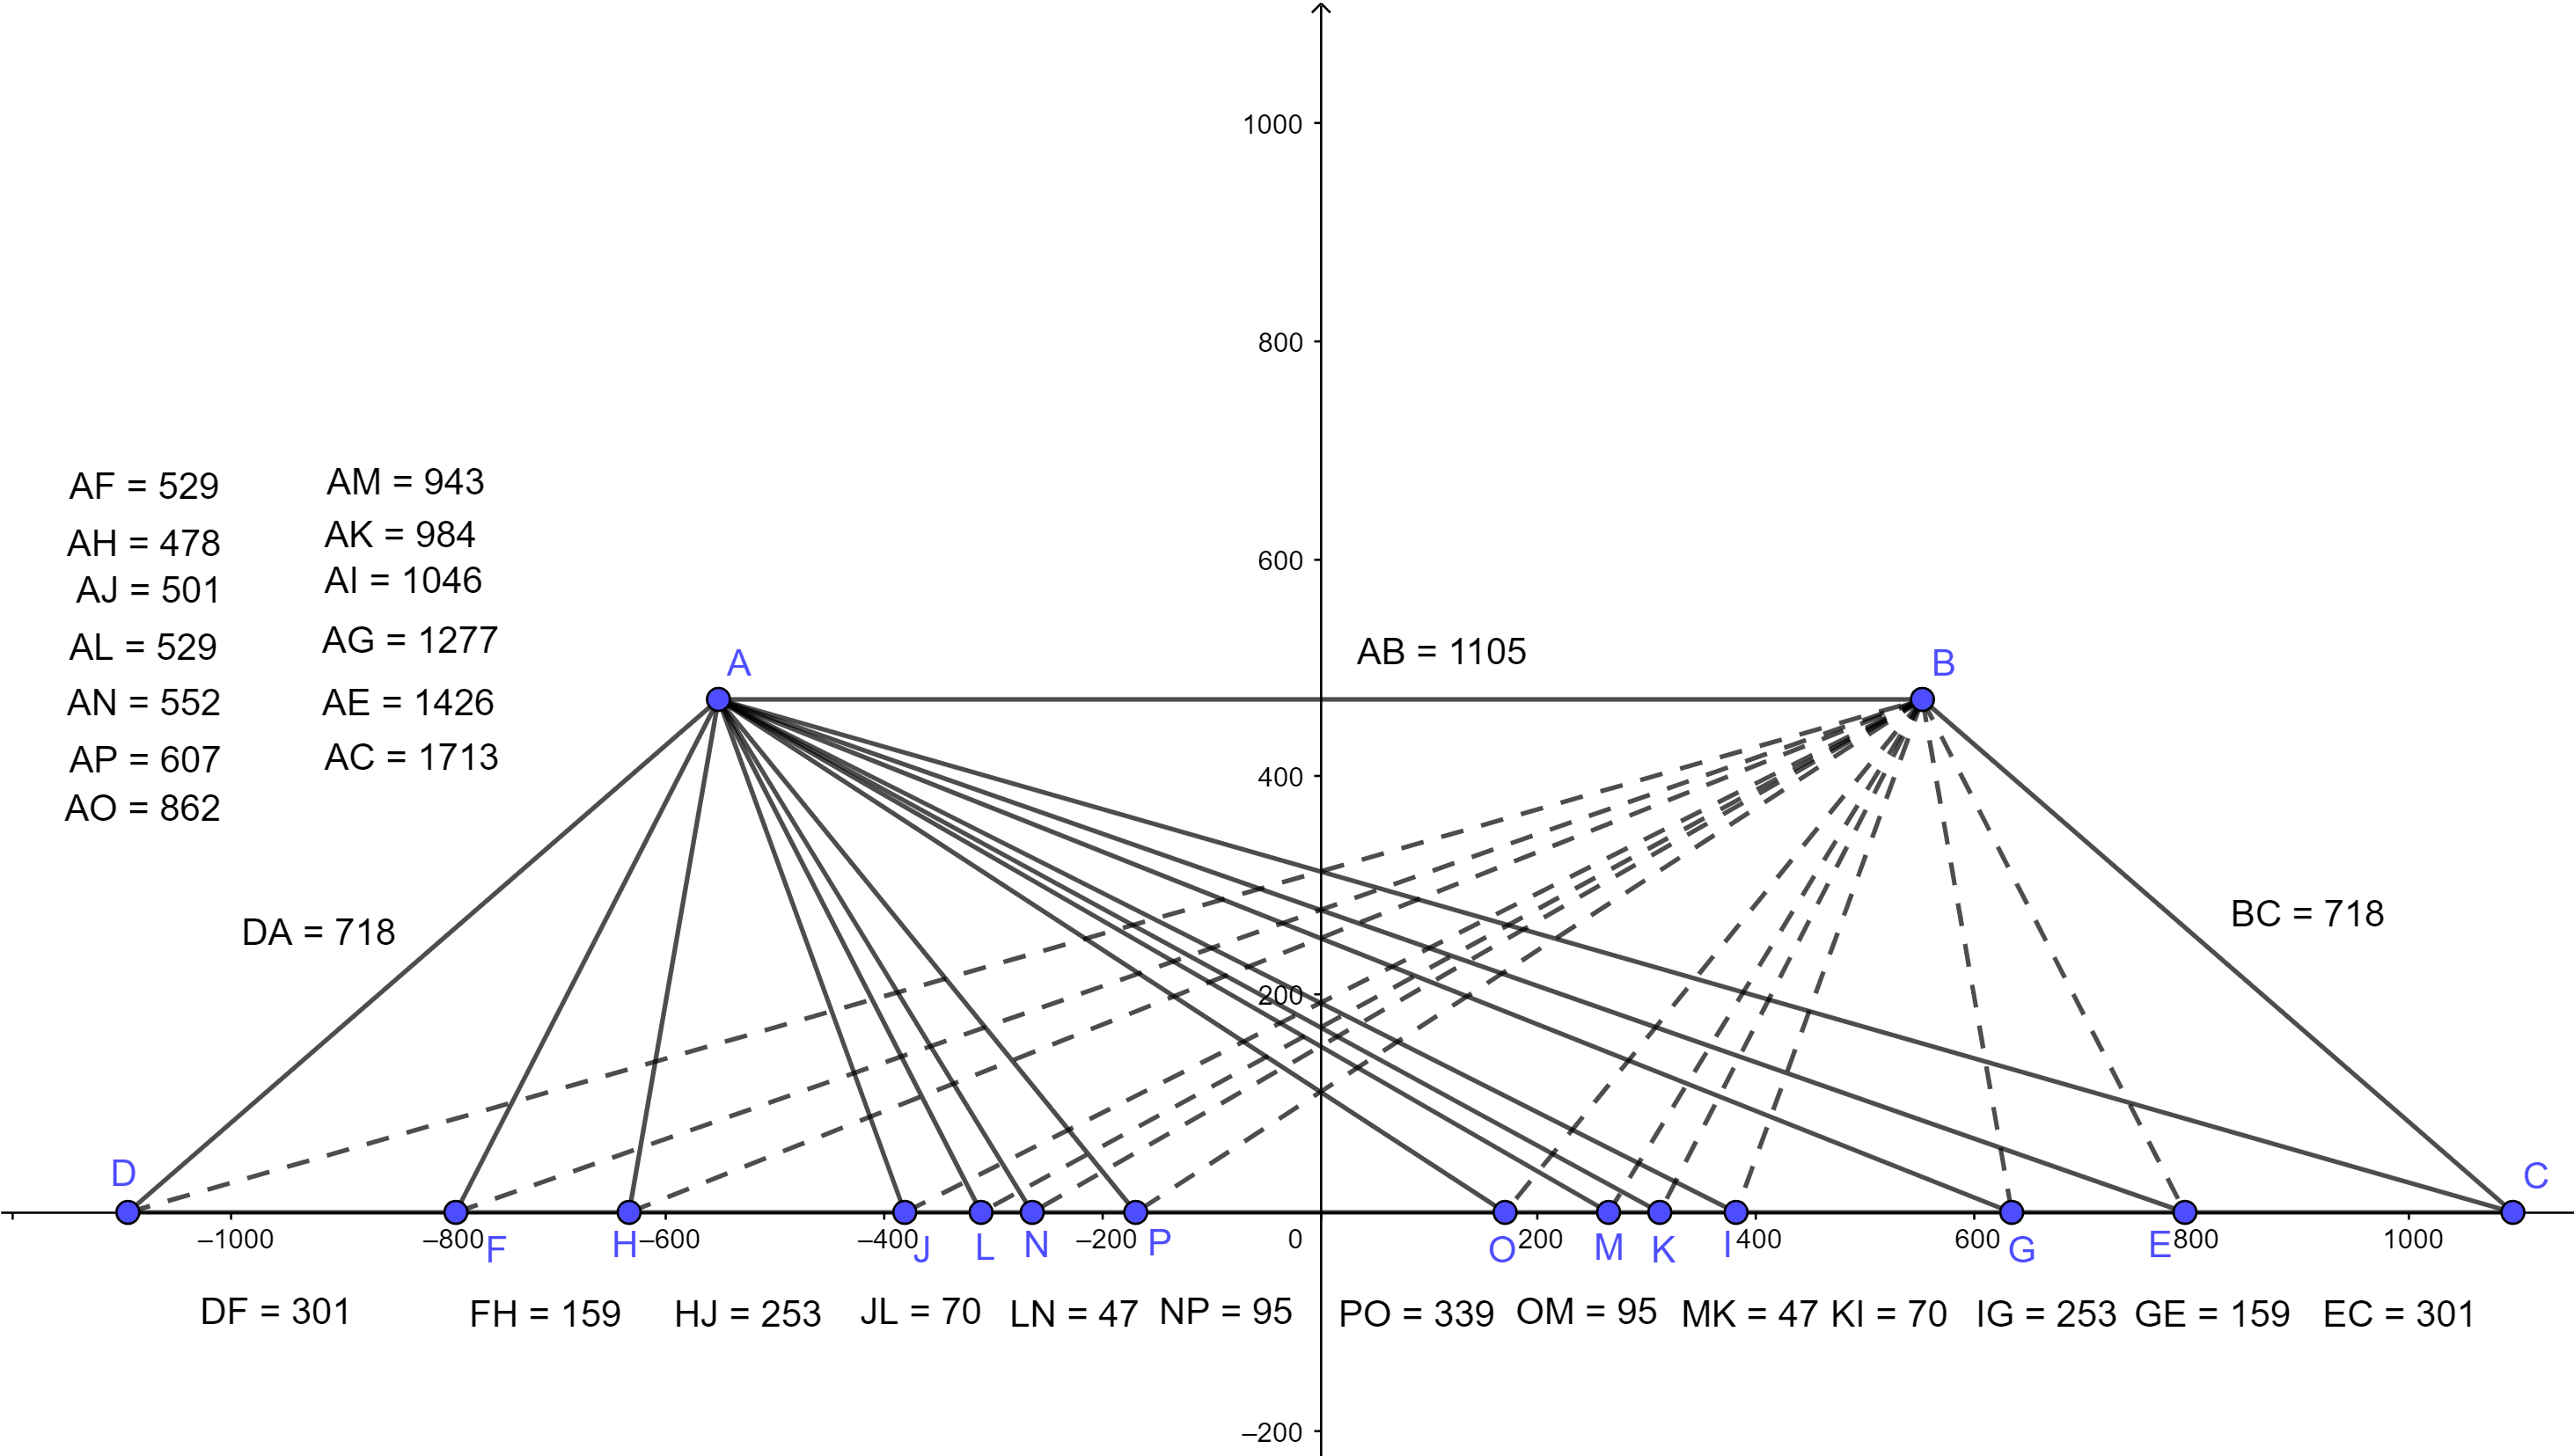 1000
800
600
400
200
AF = 529
AH = 478
AJ = 501
AL = 529
AN = 552
AP = 607
AO = 862
AM = 943
AK = 984
AI = 1046
AG = 1277
AE = 1426
AC = 1713
AB = 1105
A
B
DA = 718
BC = 718
D
C
–1000
–800
F
H
–600
–400
J
L
N
–200
P
0
O
200
M
K
I
400
600
G
E
800
1000
DF = 301
FH = 159
HJ = 253
JL = 70
LN = 47
NP = 95
PO = 339
OM = 95
MK = 47
KI = 70
IG = 253
GE = 159
EC = 301
–200